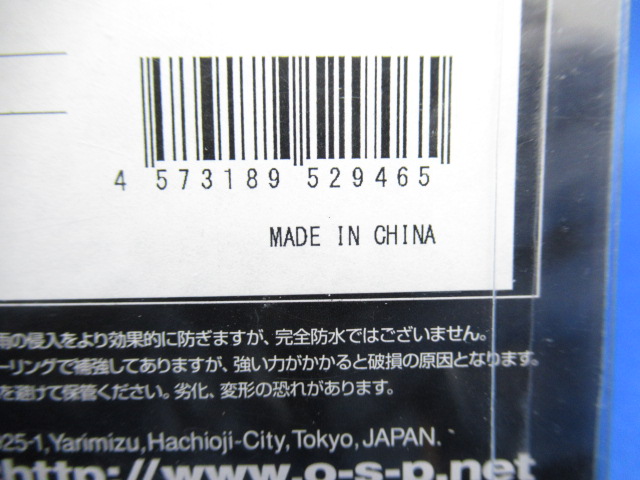 4 573189 529465
MADE IN CHINA
雨の侵入をより効果的に防ぎますが、完全防水ではございません。
ーリングで補強してありますが、強い力がかかると破損の原因となります。
を避けて保管ください。劣化、変形の恐れがあります。
025-1,Yarimizu,Hachioji-City,Tokyo,JAPAN.
http://www.o-s-p.net